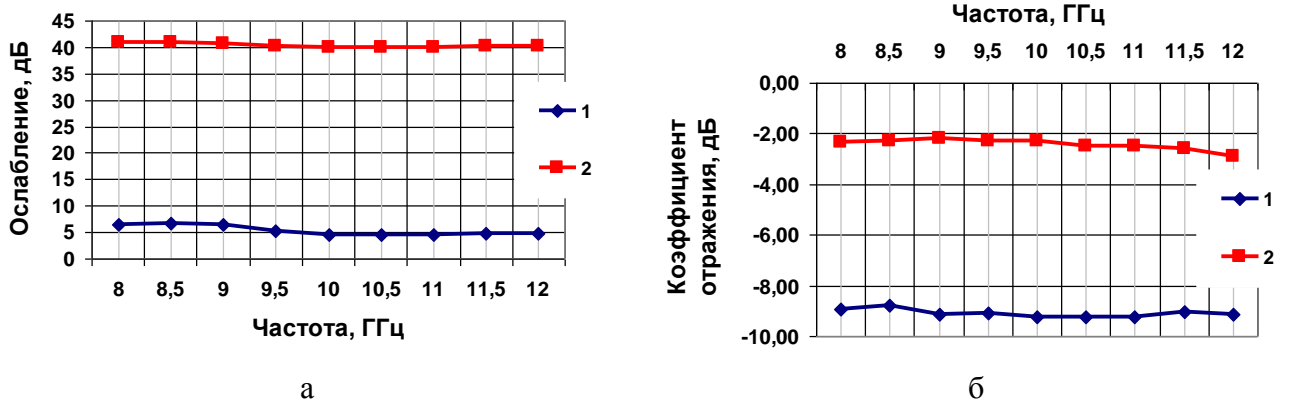 45
40
35
30
25
20
15
10
5
0
Ослабление, дБ
8 8,5 9 9,5 10 10,5 11 11,5 12
Частота, ГГц
1
2
а
Частота, ГГц
8 8,5 9 9,5 10 10,5 11 11,5 12
0,00
-2,00
-4,00
-6,00
-8,00
-10,00
Коэффициент
отражения, дБ
1
2
б